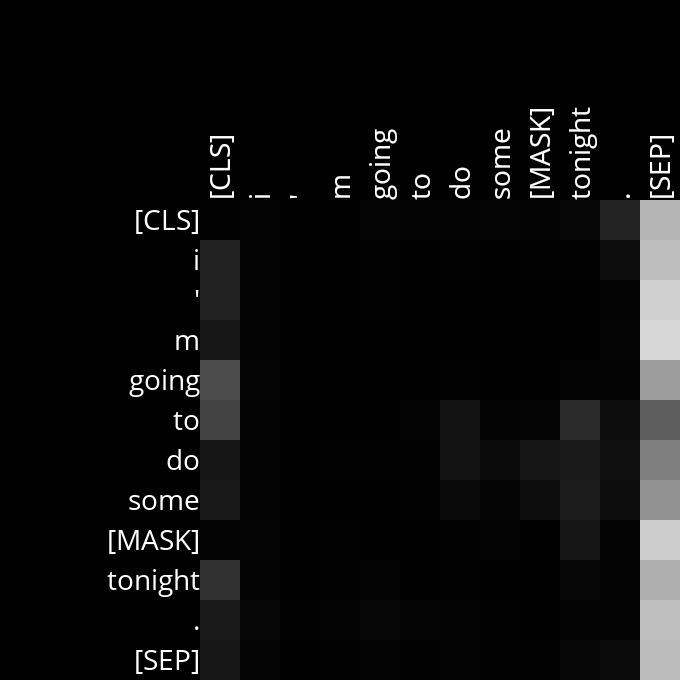 [CLS] i ' m going to do some [MASK] tonight . [SEP]
[CLS]
i
'
m
going
to
do
some
[MASK]
tonight
.
[SEP]